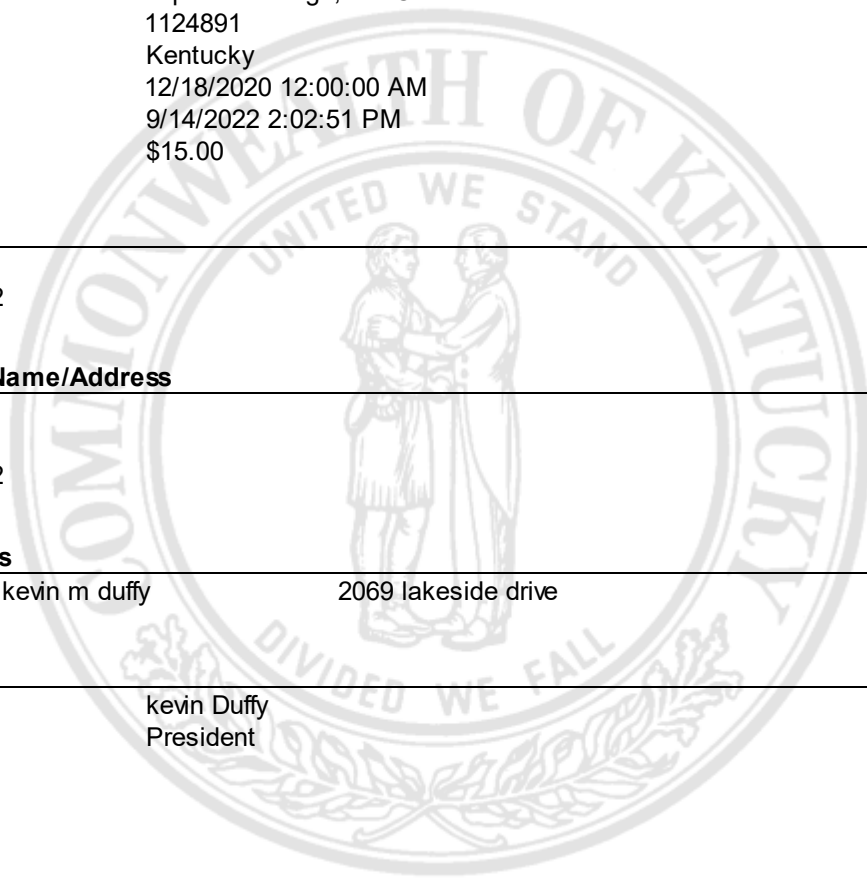 1124891
Kentucky
12/18/2020 12:00:00 AM
9/14/2022 2:02:51 PM
$15.00
COMMONWEALTH OF KENTUCKY
UNITED WE STAND
2
Name/Address
2
s
kevin m duffy 2069 lakeside drive
DIVIDED WE FALL
kevin Duffy
President